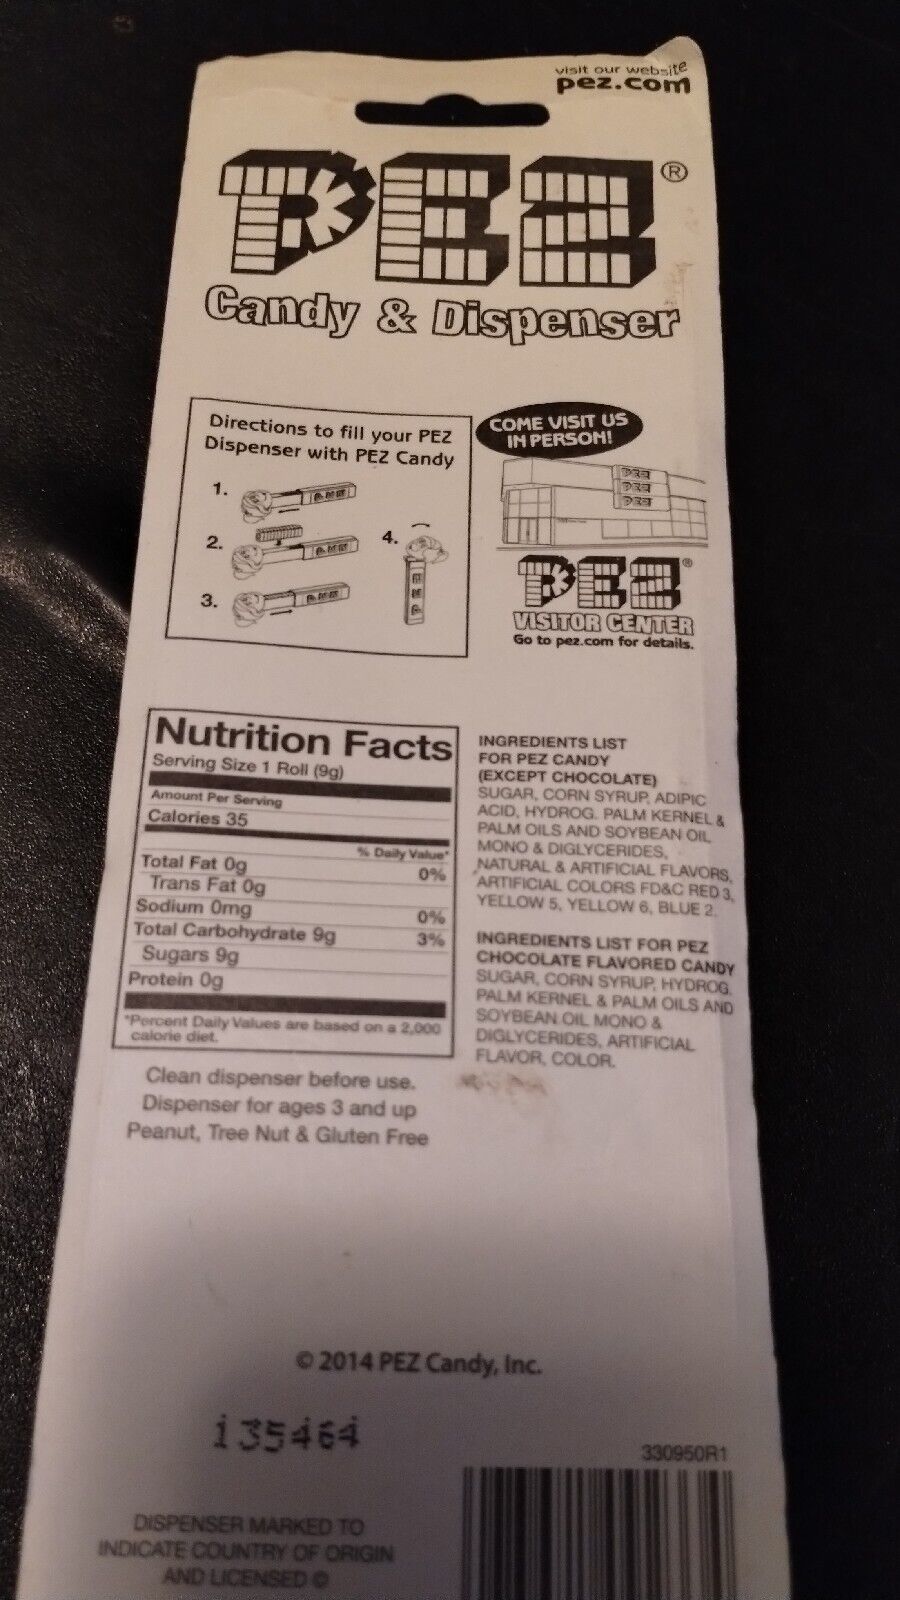 visit our website
pez.com
PEZ®
Candy & Dispenser
Directions to fill your PEZ
Dispenser with PEZ Candy
1.
2.
3.
4.
COME VISIT US
IN PERSON!
PEZ
PEZ
PEZ
PEZ®
VISITOR CENTER
Go to pez.com for details.
Nutrition Facts
Serving Size 1 Roll (9g)
Amount Per Serving
Calories 35
% Daily Value*
Total Fat 0g 0%
Trans Fat 0g
Sodium 0mg 0%
Total Carbohydrate 9g 3%
Sugars 9g
Protein 0g
*Percent Daily Values are based on a 2,000
calorie diet.
Clean dispenser before use.
Dispenser for ages 3 and up
Peanut, Tree Nut & Gluten Free
INGREDIENTS LIST
FOR PEZ CANDY
(EXCEPT CHOCOLATE)
SUGAR, CORN SYRUP, ADIPIC
ACID, HYDROG. PALM KERNEL &
PALM OILS AND SOYBEAN OIL,
MONO & DIGLYCERIDES,
NATURAL & ARTIFICIAL FLAVORS,
ARTIFICIAL COLORS FD&C RED 3,
YELLOW 5, YELLOW 6, BLUE 2.
INGREDIENTS LIST FOR PEZ
CHOCOLATE FLAVORED CANDY
SUGAR, CORN SYRUP, HYDROG.
PALM KERNEL & PALM OILS AND
SOYBEAN OIL MONO &
DIGLYCERIDES, ARTIFICIAL
FLAVOR, COLOR.
© 2014 PEZ Candy, Inc.
135464
330950R1
DISPENSER MARKED TO
INDICATE COUNTRY OF ORIGIN
AND LICENSED ©